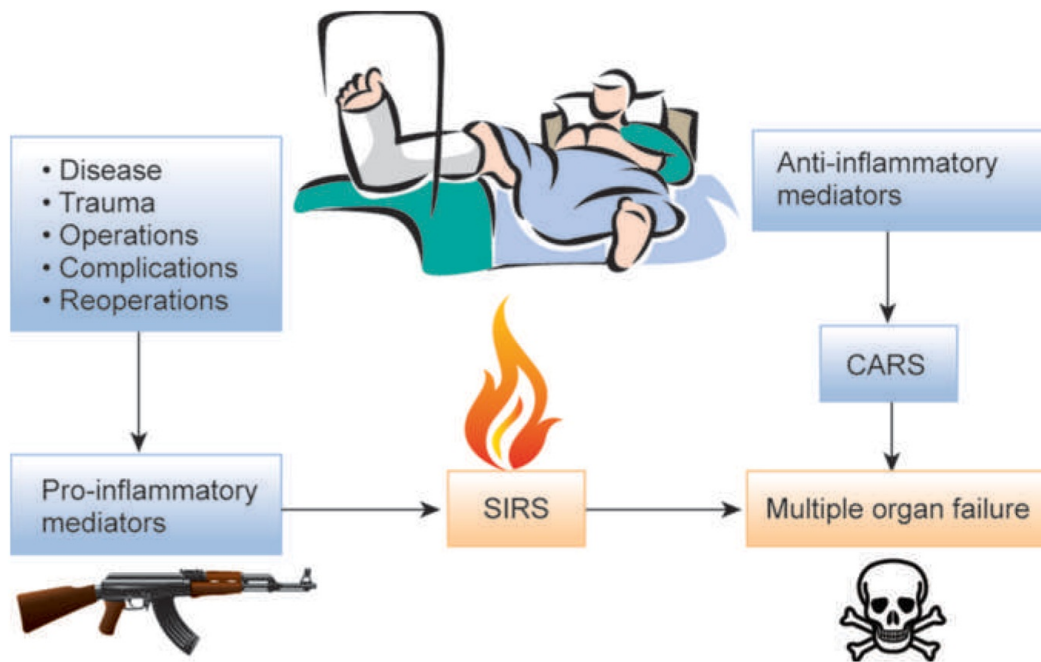 • Disease
• Trauma
• Operations
• Complications
• Reoperations
Anti-inflammatory
mediators
CARS
Pro-inflammatory
mediators
SIRS
Multiple organ failure